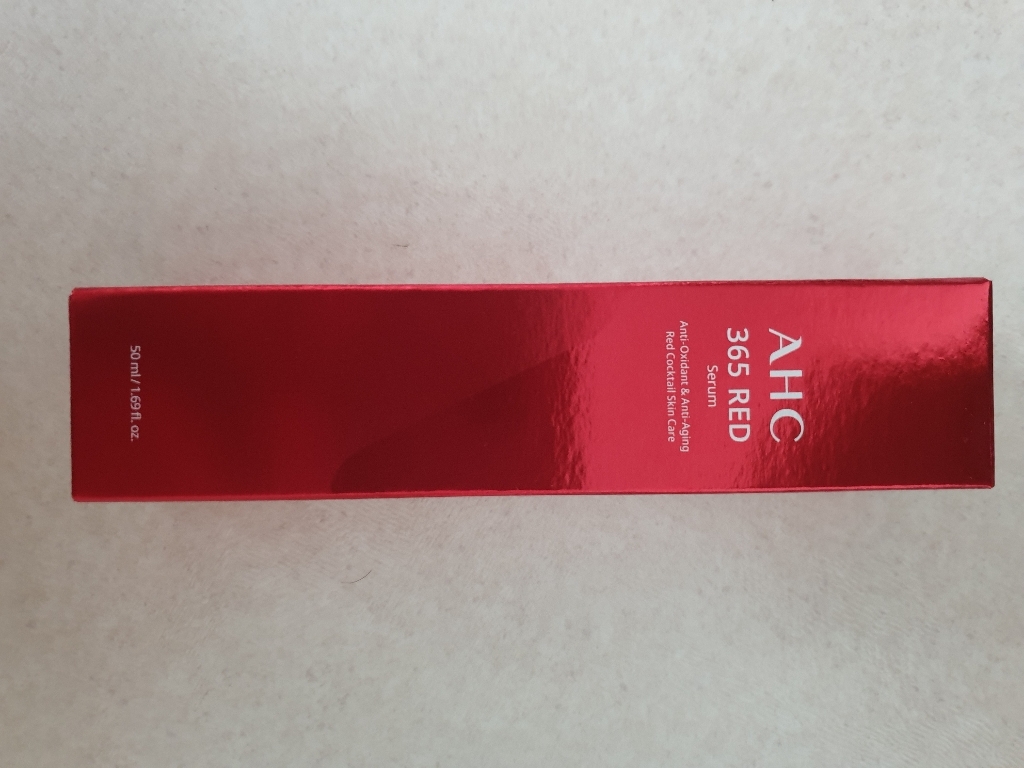 AHC
365 RED
Serum
Anti-Oxidant & Anti-Aging
Red Cocktail Skin Care
50 ml / 1.69 fl. oz.